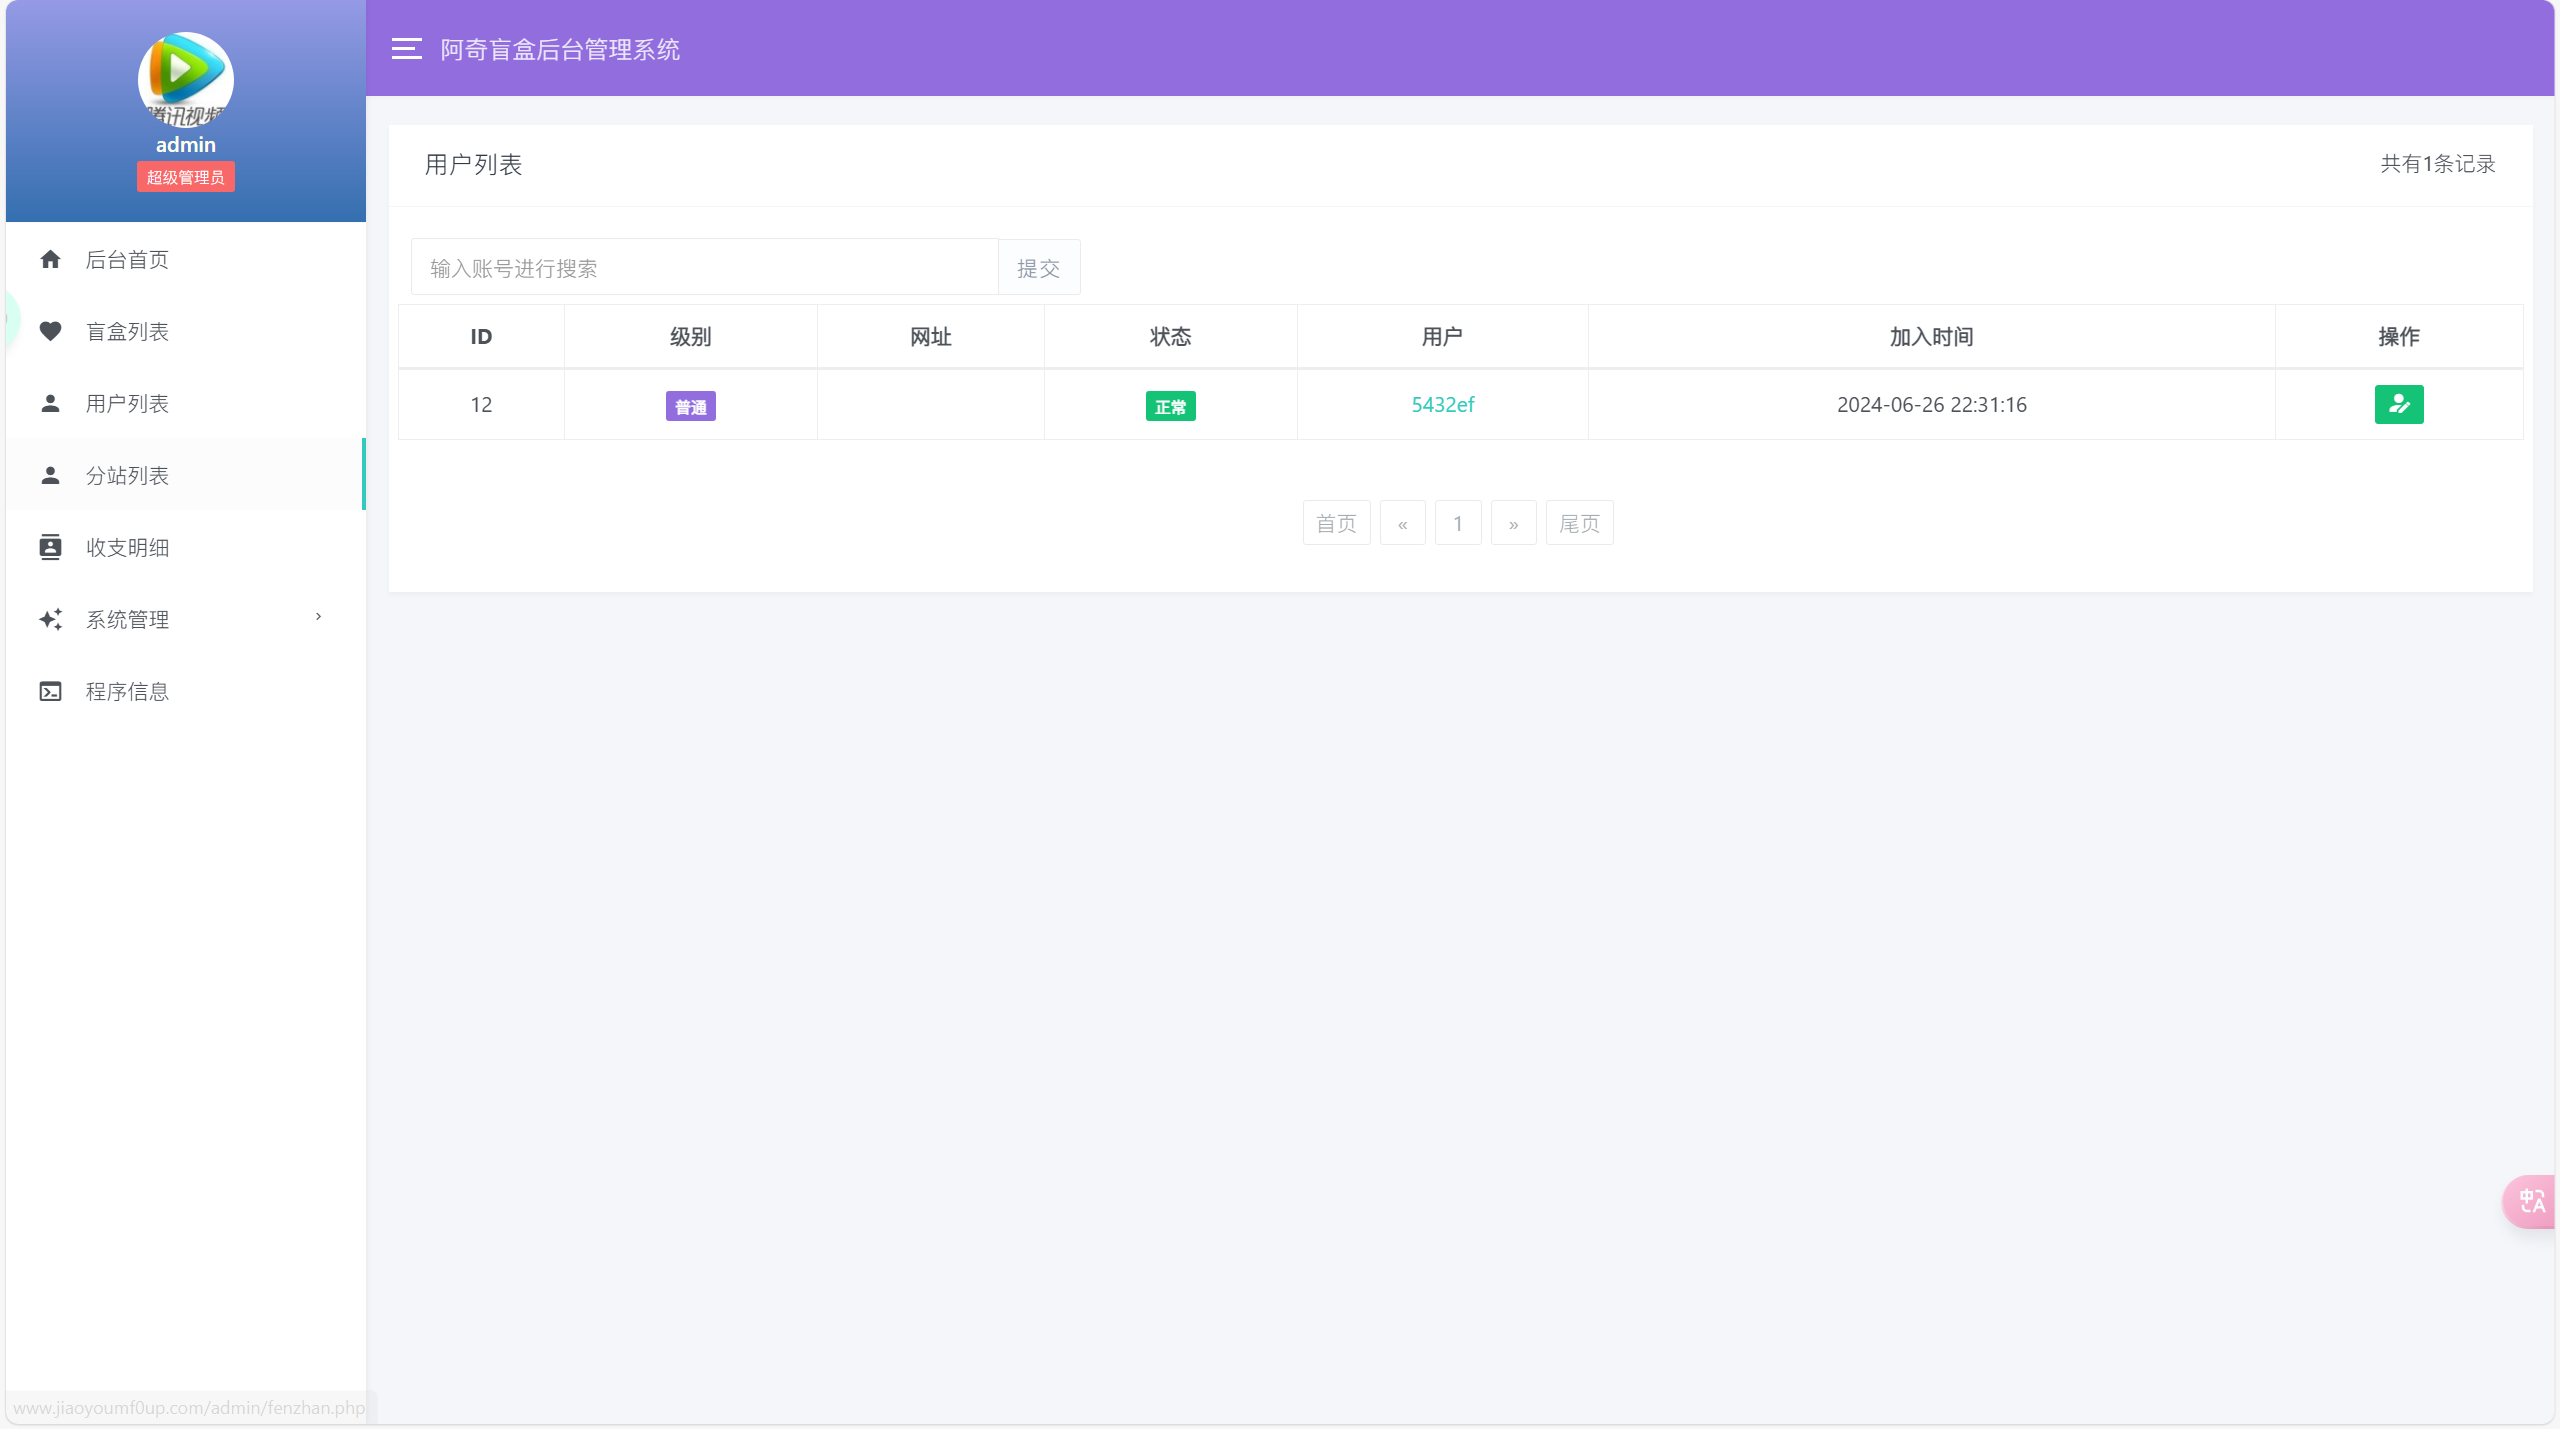 腾讯视频
admin
超级管理员
阿奇盲盒后台管理系统
后台首页
盲盒列表
用户列表
分站列表
收支明细
系统管理
程序信息
用户列表
共有1条记录
输入账号进行搜索 提交
ID 级别 网址 状态 用户 加入时间 操作
12 普通 正常 5432ef 2024-06-26 22:31:16
首页 « 1 » 尾页
中A
www.jiaoyoumf0up.com/admin/fenzhan.php